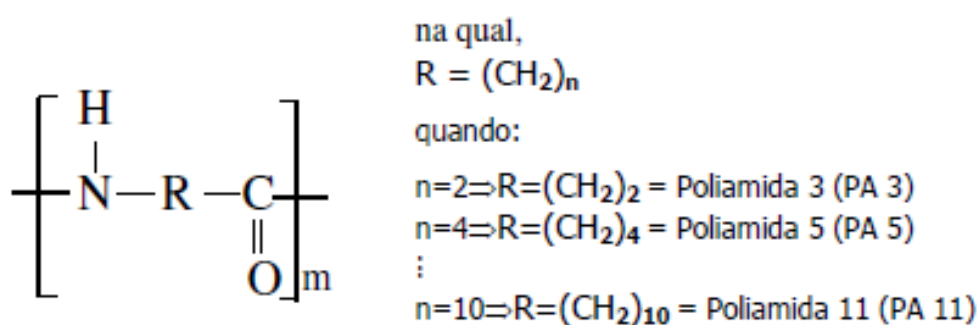 H
N—R—C
O
m
na qual,
R = (CH₂)ₙ
quando:
n=2⇒R=(CH₂)₂ = Poliamida 3 (PA 3)
n=4⇒R=(CH₂)₄ = Poliamida 5 (PA 5)
⋮
n=10⇒R=(CH₂)₁₀ = Poliamida 11 (PA 11)